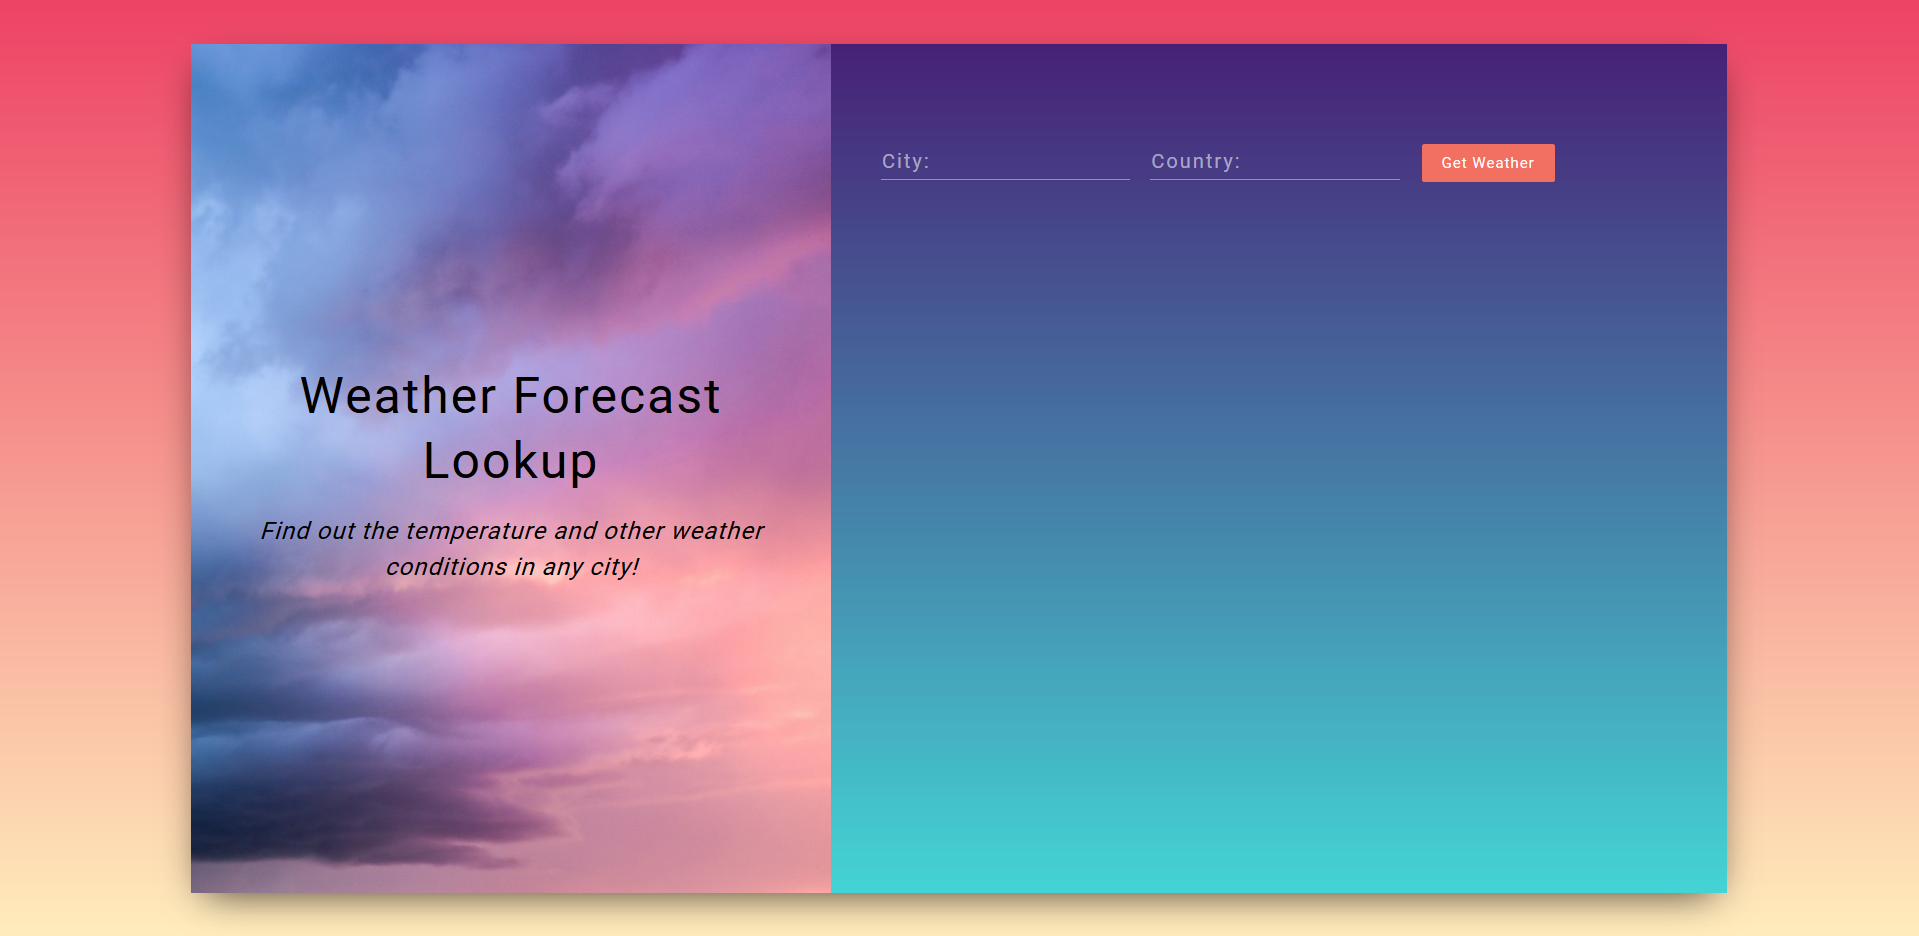 City:
Country:
Get Weather
Weather Forecast
Lookup
Find out the temperature and other weather
conditions in any city!